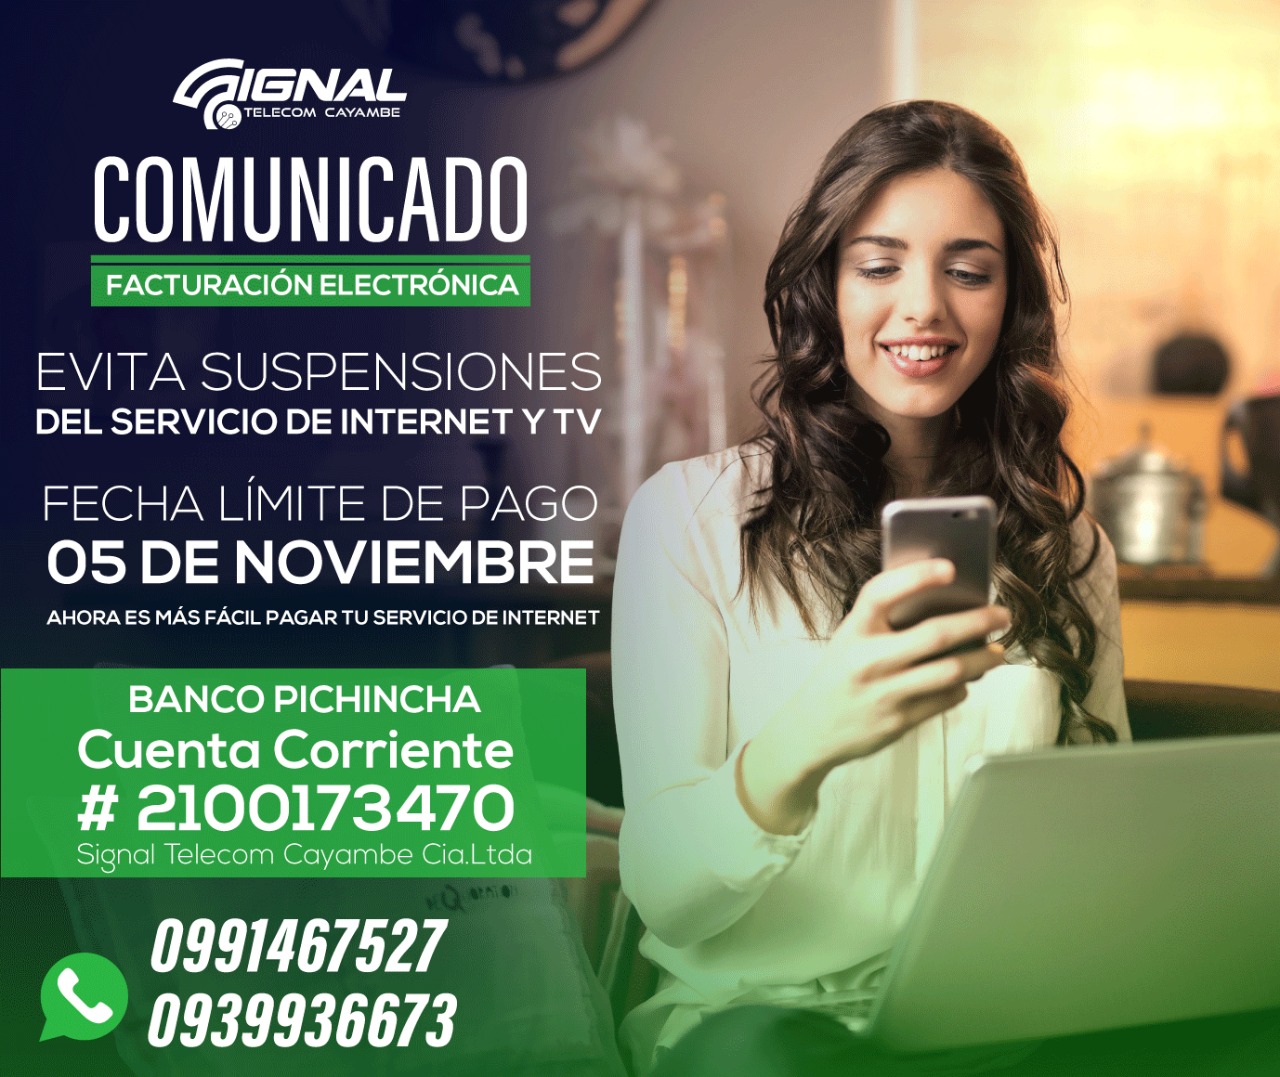 SIGNAL
TELECOM CAYAMBE
COMUNICADO
FACTURACIÓN ELECTRÓNICA
EVITA SUSPENSIONES
DEL SERVICIO DE INTERNET Y TV
FECHA LÍMITE DE PAGO
05 DE NOVIEMBRE
AHORA ES MÁS FÁCIL PAGAR TU SERVICIO DE INTERNET
BANCO PICHINCHA
Cuenta Corriente
# 2100173470
Signal Telecom Cayambe Cia.Ltda
0991467527
0939936673